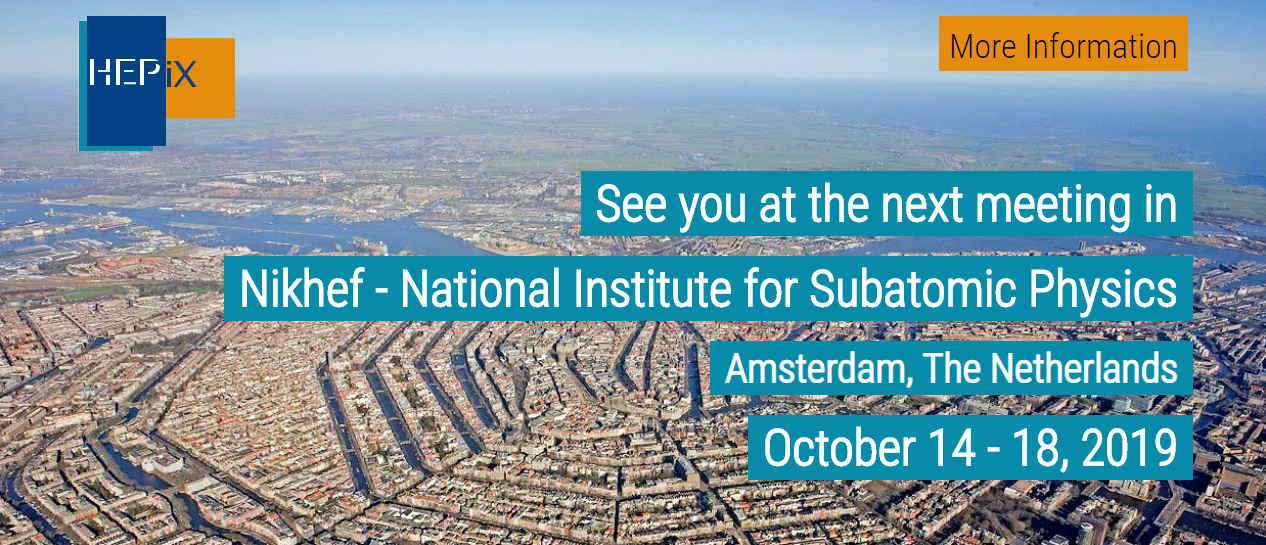 HEPiX
More Information
See you at the next meeting in
Nikhef - National Institute for Subatomic Physics
Amsterdam, The Netherlands
October 14 - 18, 2019